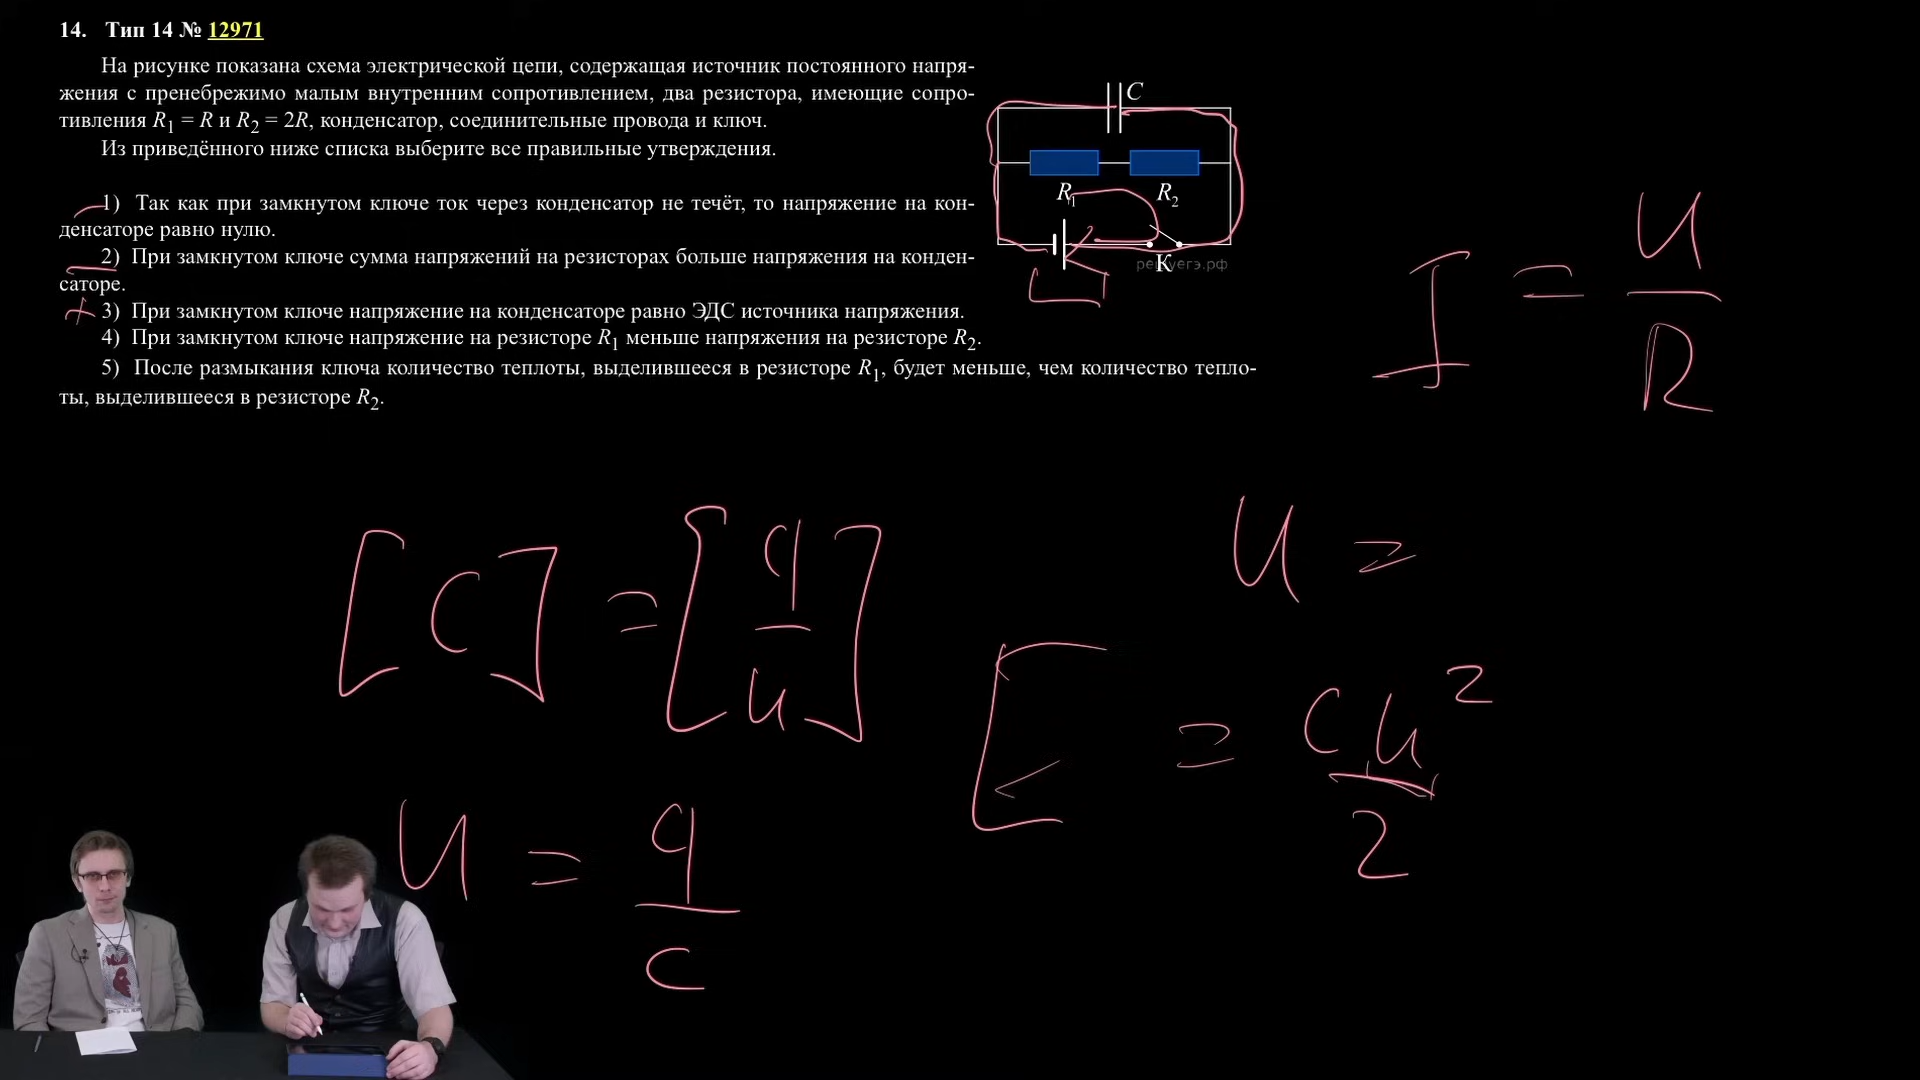 14. Тип 14 № 12971
На рисунке показана схема электрической цепи, содержащая источник постоянного напря-
жения с пренебрежимо малым внутренним сопротивлением, два резистора, имеющие сопро-
тивления R₁ = R и R₂ = 2R, конденсатор, соединительные провода и ключ.
Из приведённого ниже списка выберите все правильные утверждения.
1) Так как при замкнутом ключе ток через конденсатор не течёт, то напряжение на кон-
денсаторе равно нулю.
2) При замкнутом ключе сумма напряжений на резисторах больше напряжения на конден-
саторе.
3) При замкнутом ключе напряжение на конденсаторе равно ЭДС источника напряжения.
4) При замкнутом ключе напряжение на резисторе R₁ меньше напряжения на резисторе R₂.
5) После размыкания ключа количество теплоты, выделившееся в резисторе R₁, будет меньше, чем количество тепло-
ты, выделившееся в резисторе R₂.
C
R₁ R₂
К
I = U/R
[C] = [q/U]
U =
E = CU²/2
U = q/C